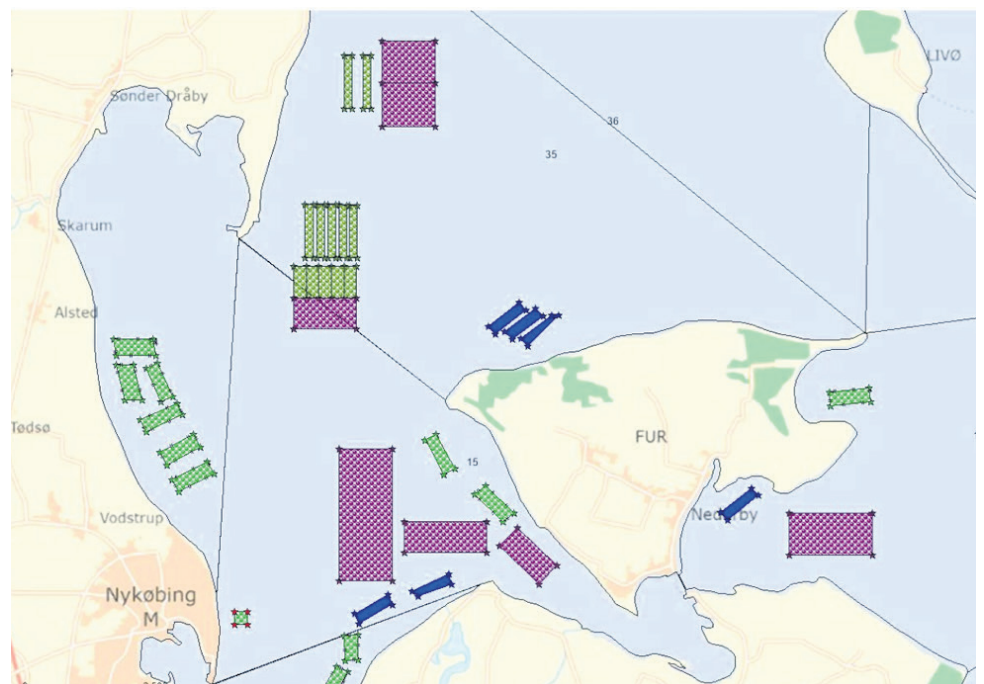 LIVØ
Sønder Dråby
36
35
Skarum
Alsted
Tødsø
FUR
15
Nederby
Vodstrup
Nykøbing
M